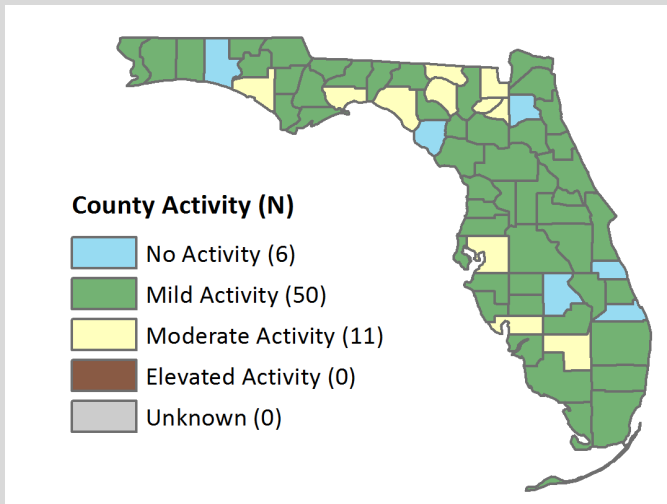 County Activity (N)
No Activity (6)
Mild Activity (50)
Moderate Activity (11)
Elevated Activity (0)
Unknown (0)